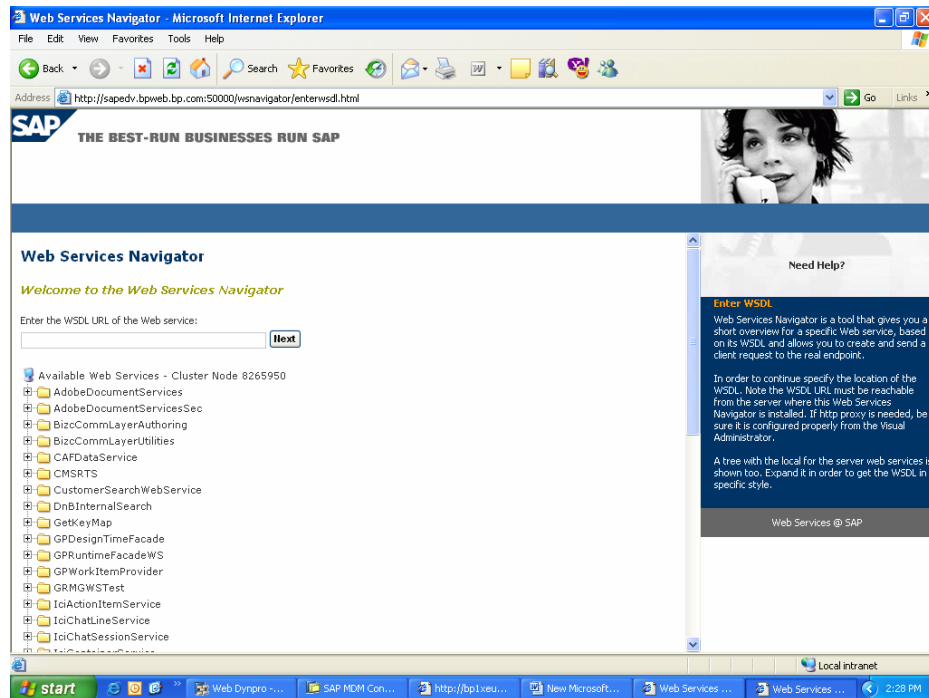 Web Services Navigator - Microsoft Internet Explorer
File Edit View Favorites Tools Help
Back Search Favorites
Address http://sapedv.bpweb.bp.com:50000/wsnavigator/enterwsdl.html Go Links
SAP THE BEST-RUN BUSINESSES RUN SAP
Web Services Navigator
Welcome to the Web Services Navigator
Enter the WSDL URL of the Web service:
Next
Available Web Services - Cluster Node 8265950
AdobeDocumentServices
AdobeDocumentServicesSec
BizcCommLayerAuthoring
BizcCommLayerUtilities
CAFDataService
CMSRTS
CustomerSearchWebService
DnBInternalSearch
GetKeyMap
GPDesignTimeFacade
GPRuntimeFacadeWS
GPWorkItemProvider
GRMGWSTest
IciActionItemService
IciChatLineService
IciChatSessionService
IciContainerService
Need Help?
Enter WSDL
Web Services Navigator is a tool that gives you a
short overview for a specific Web service, based
on its WSDL and allows you to create and send a
client request to the real endpoint.
In order to continue specify the location of the
WSDL. Note the WSDL URL must be reachable
from the server where this Web Services
Navigator is installed. If http proxy is needed, be
sure it is configured properly from the Visual
Administrator.
A tree with the local for the server web services is
shown too. Expand it in order to get the WSDL in
specific style.
Web Services @ SAP
Local intranet
start Web Dynpro -... SAP MDM Con... http://bp1xeu... New Microsoft... Web Services ... Web Services ... 2:28 PM